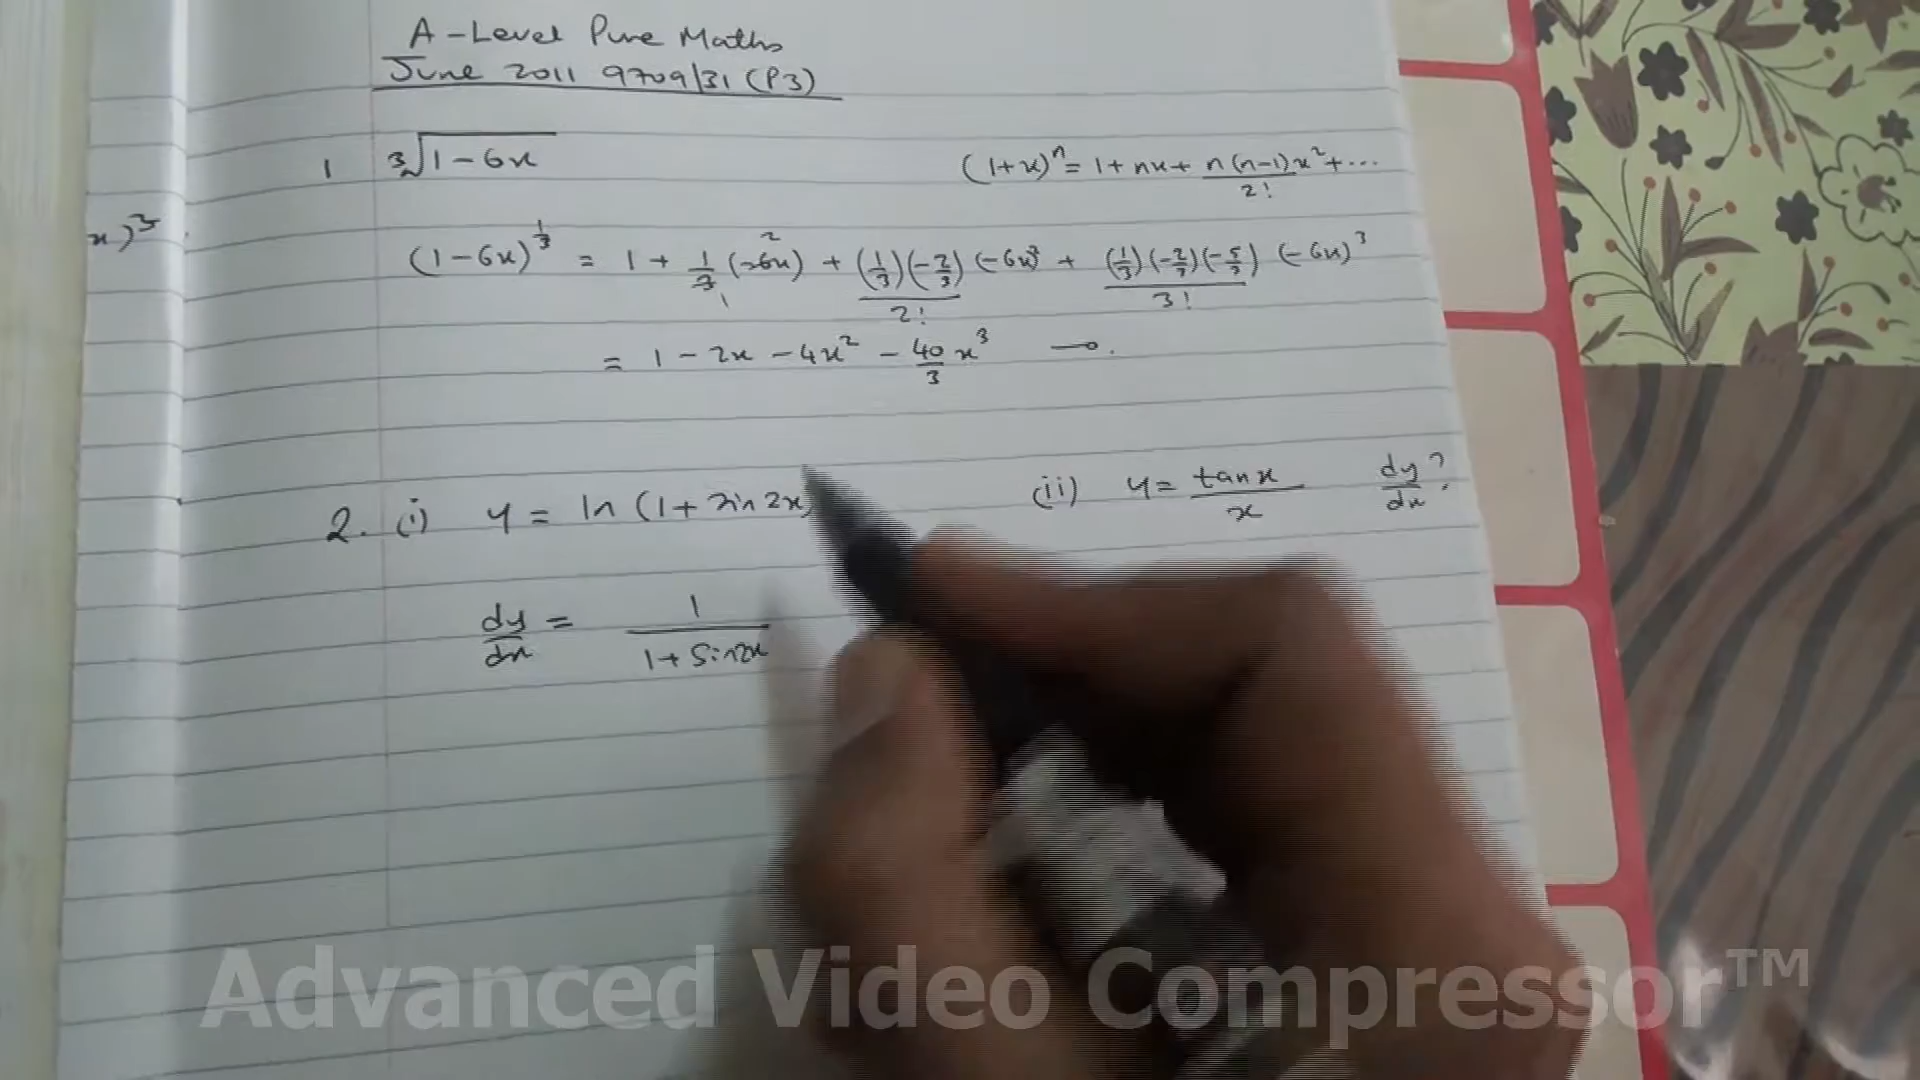 A-Level Pure Maths
June 2011 9709/31 (P3)
1 ³√(1-6x)
(1+x)ⁿ = 1 + nx + n(n-1)x²/2! + ...
x)³
(1-6x)^(1/3) = 1 + 1/3 (-6x) + (1/3)(-2/3)/2! (-6x)² + (1/3)(-2/3)(-5/3)/3! (-6x)³
= 1 - 2x - 4x² - 40/3 x³
2. (i) y = ln (1 + sin 2x)
(ii) y = tan x / x dy/dx?
dy/dx = 1/(1 + sin2x)
Advanced Video Compressor™